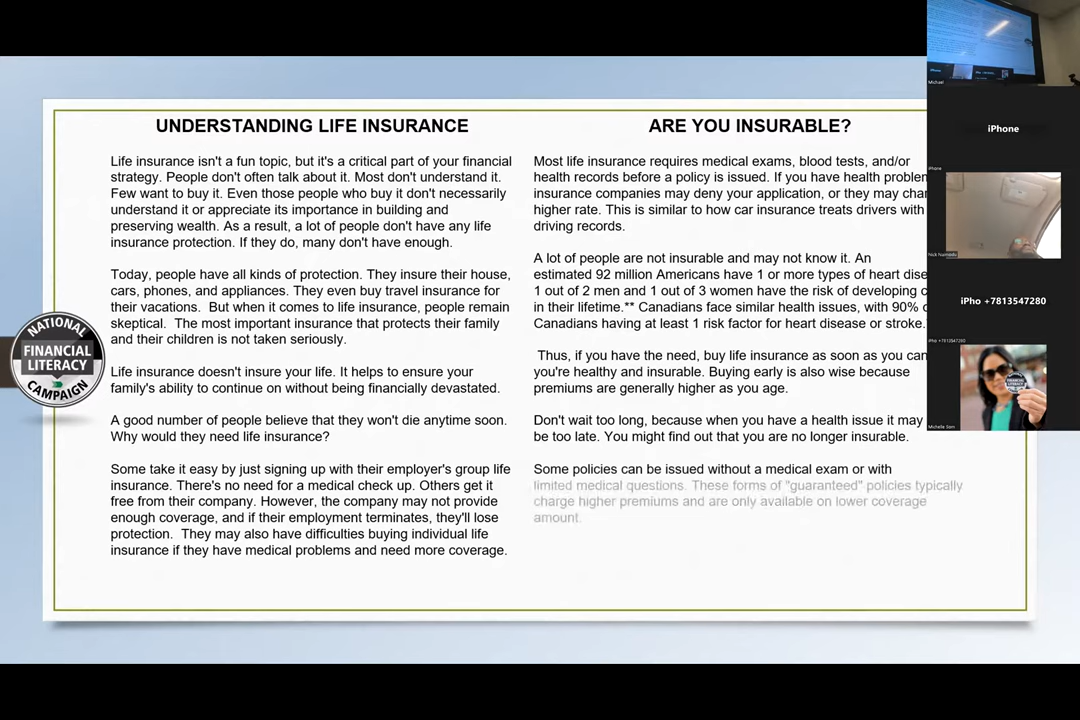 UNDERSTANDING LIFE INSURANCE
Life insurance isn't a fun topic, but it's a critical part of your financial
strategy. People don't often talk about it. Most don't understand it.
Few want to buy it. Even those people who buy it don't necessarily
understand it or appreciate its importance in building and
preserving wealth. As a result, a lot of people don't have any life
insurance protection. If they do, many don't have enough.
Today, people have all kinds of protection. They insure their house,
cars, phones, and appliances. They even buy travel insurance for
their vacations. But when it comes to life insurance, people remain
skeptical. The most important insurance that protects their family
and their children is not taken seriously.
Life insurance doesn't insure your life. It helps to ensure your
family's ability to continue on without being financially devastated.
A good number of people believe that they won't die anytime soon.
Why would they need life insurance?
Some take it easy by just signing up with their employer's group life
insurance. There's no need for a medical check up. Others get it
free from their company. However, the company may not provide
enough coverage, and if their employment terminates, they'll lose
protection. They may also have difficulties buying individual life
insurance if they have medical problems and need more coverage.
ARE YOU INSURABLE?
Most life insurance requires medical exams, blood tests, and/or
health records before a policy is issued. If you have health
insurance companies may deny your application, or they may
higher rate. This is similar to how car insurance treats drivers with
driving records.
A lot of people are not insurable and may not know it. An
estimated 92 million Americans have 1 or more types of heart
1 out of 2 men and 1 out of 3 women have the risk of developing
in their lifetime.** Canadians face similar health issues, with 90%
Canadians having at least 1 risk factor for heart disease or stroke.
Thus, if you have the need, buy life insurance as soon as you can
you're healthy and insurable. Buying early is also wise because
premiums are generally higher as you age.
Don't wait too long, because when you have a health issue it may
be too late. You might find out that you are no longer insurable.
Some policies can be issued without a medical exam or with
limited medical questions. These forms of "guaranteed" policies typically
charge higher premiums and are only available on lower coverage
amount.
NATIONAL
FINANCIAL
LITERACY
CAMPAIGN
Michael
iPhone
iPhone
iPho +7813547280
iPho +7813547280